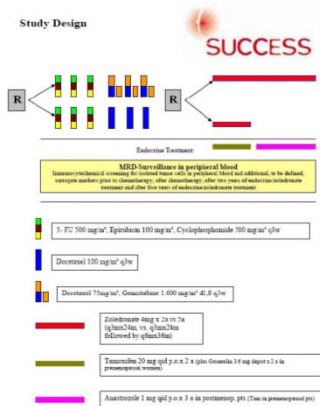 Study Design
SUCCESS
R
R
Endocrine Treatment:
MRD-Surveillance in peripheral blood
Immunocytochemical screening for isolated tumor cells in peripheral blood and additional, to be defined,
surrogate markers prior to chemotherapy, after chemotherapy, after two years of endocrine/zoledronate
treatment and after five years of endocrine/zoledronate treatment
5- FU 500 mg/m², Epirubicin 100 mg/m², Cyclophosphamide 500 mg/m² q3w
Docetaxel 100 mg/m² q3w
Docetaxel 75mg/m², Gemcitabine 1.000 mg/m² d1,8 q3w
Zoledronate 4mg x 2a vs 5a
(q3mx24m, vs. q3mx24m
followed by q6mx36m)
Tamoxifen 20 mg qid p.o x 2 a (plus Goserelin 3.6 mg depot x 2 a in
premenopausal women)
Anastrozole 1 mg qid p.o x 3 a in postmenop. pts (Tam in premenopausal pts)